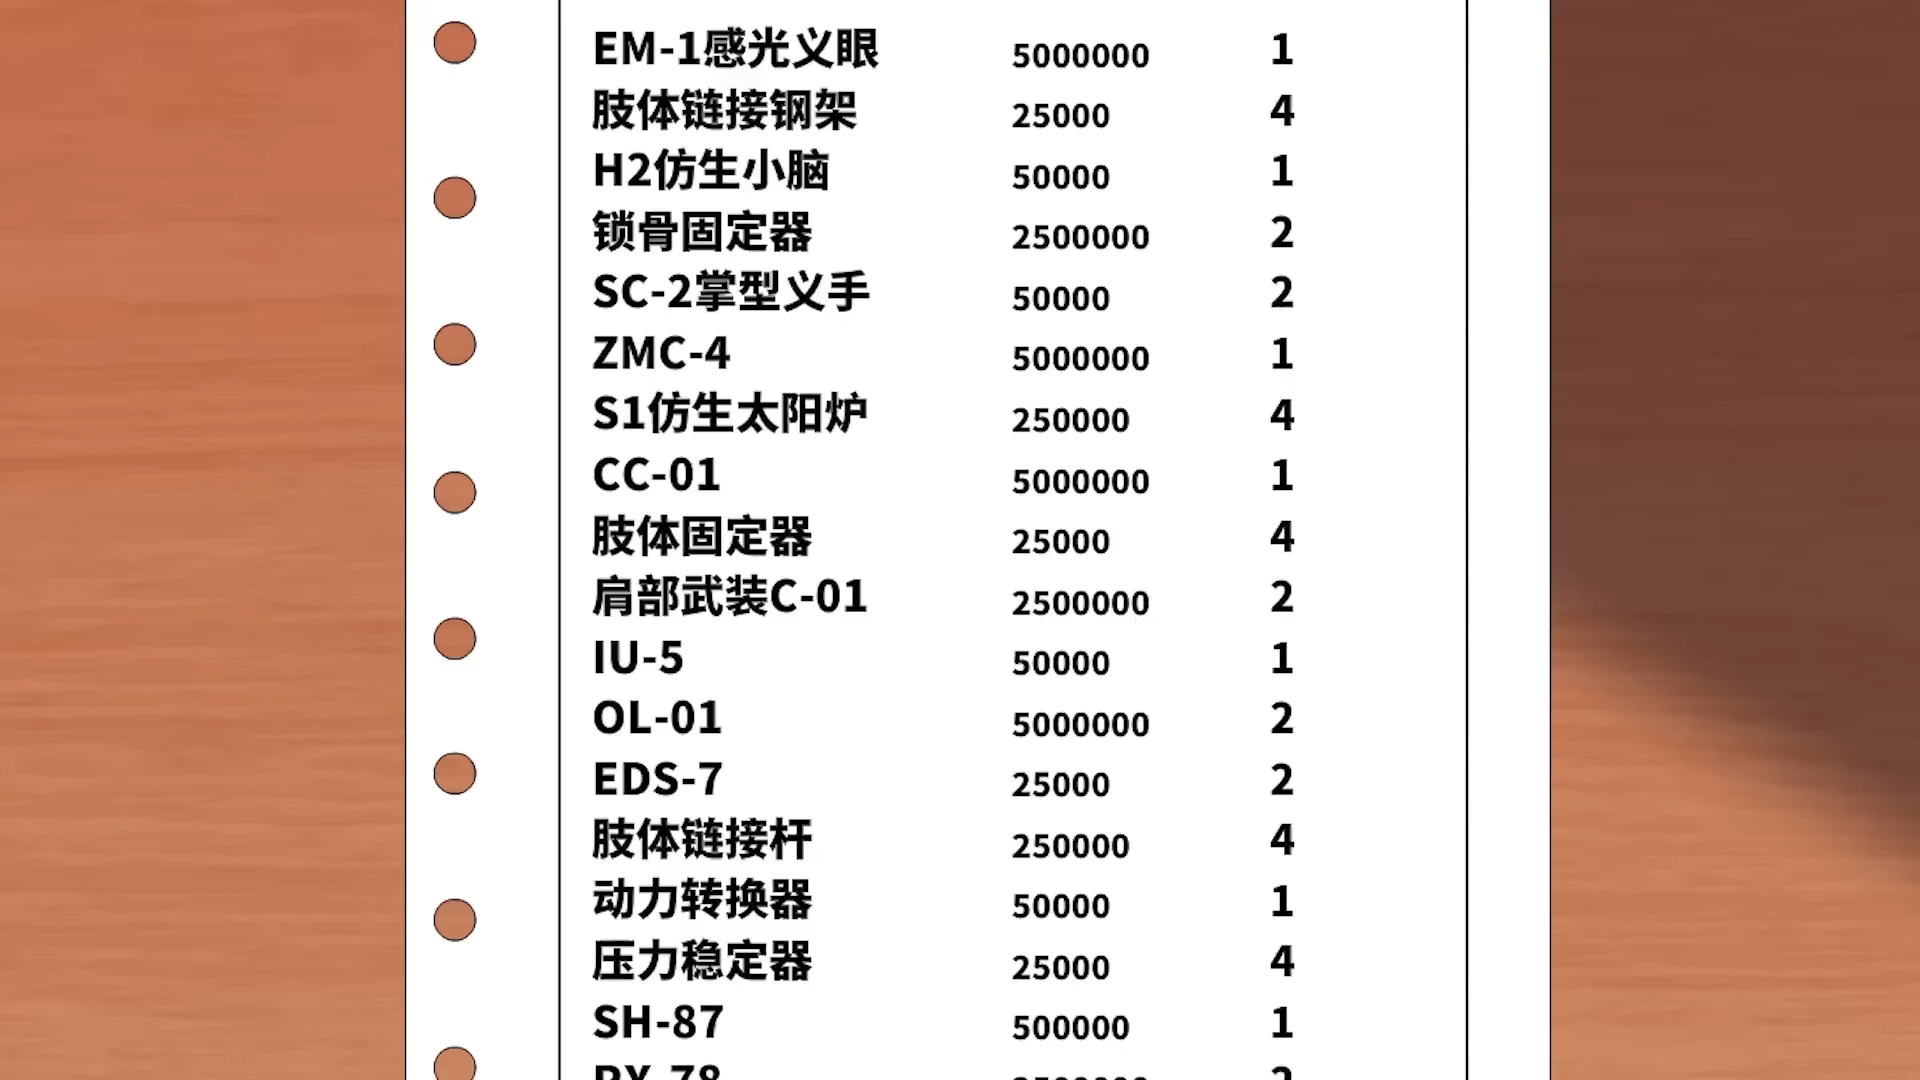 EM-1感光义眼 5000000 1
肢体链接钢架 25000 4
H2仿生小脑 50000 1
锁骨固定器 2500000 2
SC-2掌型义手 50000 2
ZMC-4 5000000 1
S1仿生太阳炉 250000 4
CC-01 5000000 1
肢体固定器 25000 4
肩部武装C-01 2500000 2
IU-5 50000 1
OL-01 5000000 2
EDS-7 25000 2
肢体链接杆 250000 4
动力转换器 50000 1
压力稳定器 25000 4
SH-87 500000 1